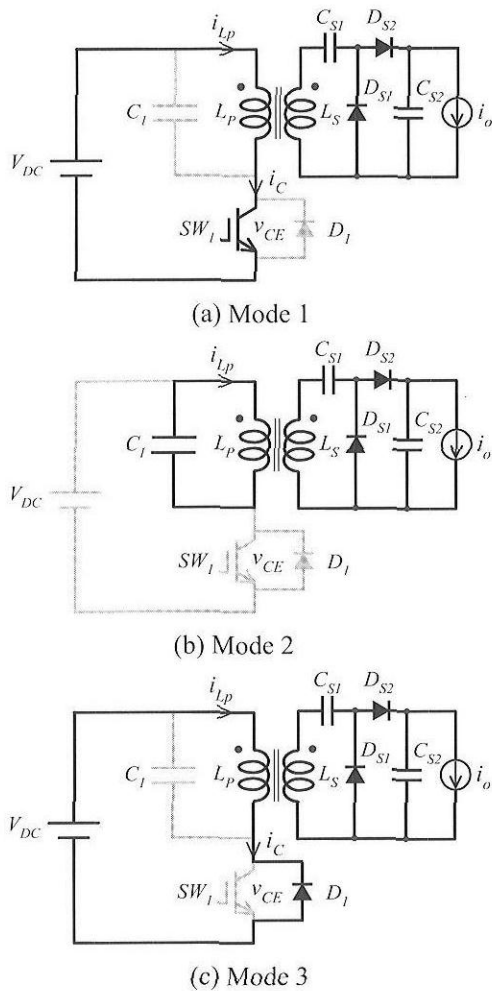 i_Lp C_S1 D_S2
C_1 L_P L_S D_S1 C_S2 i_o
V_DC
i_C
SW_1 v_CE D_1
(a) Mode 1
i_Lp C_S1 D_S2
C_1 L_P L_S D_S1 C_S2 i_o
V_DC
SW_1 v_CE D_1
(b) Mode 2
i_Lp C_S1 D_S2
C_1 L_P L_S D_S1 C_S2 i_o
V_DC
i_C
SW_1 v_CE D_1
(c) Mode 3